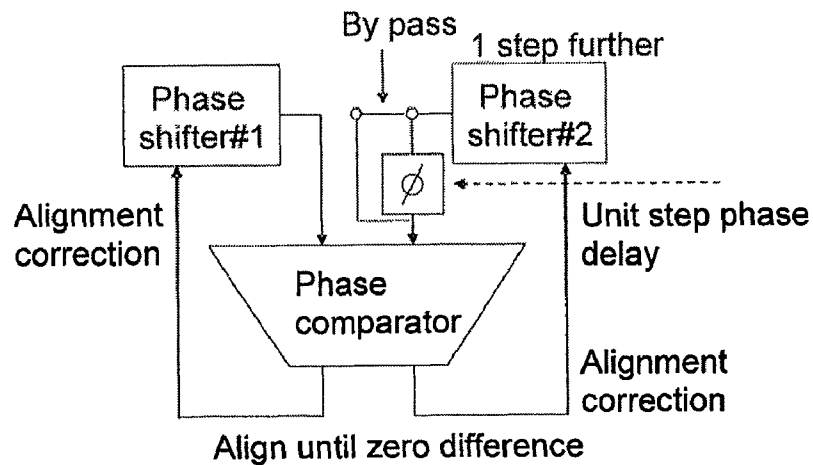 By pass
1 step further
Phase
shifter#1
Phase
shifter#2
ϕ
Alignment
correction
Unit step phase
delay
Phase
comparator
Alignment
correction
Align until zero difference